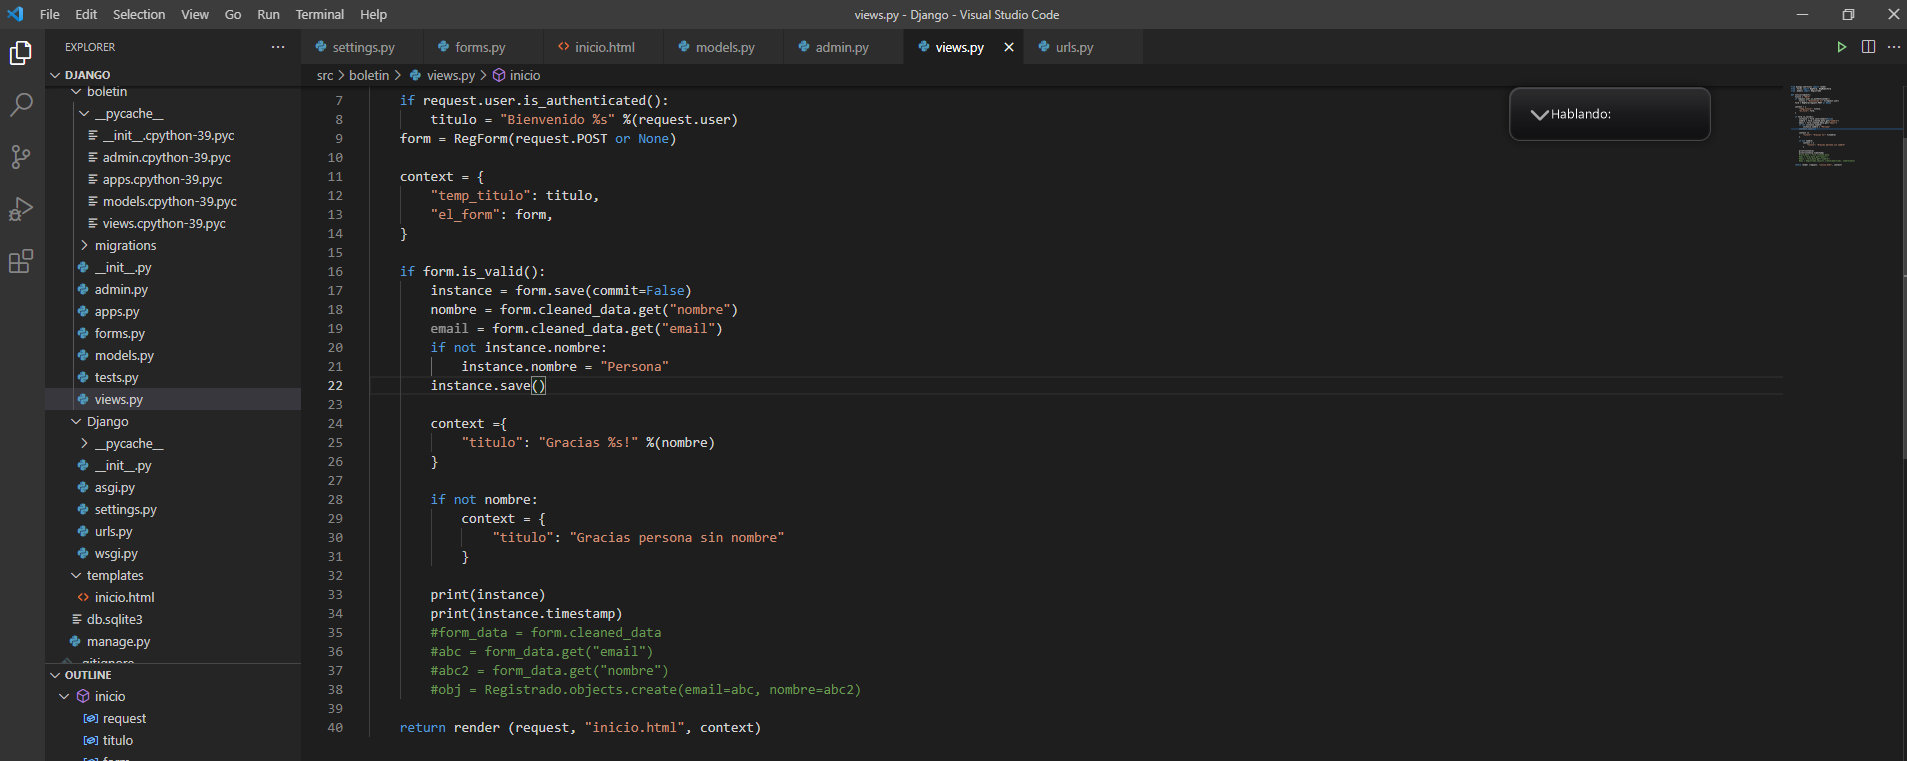 File Edit Selection View Go Run Terminal Help
views.py - Django - Visual Studio Code
EXPLORER
DJANGO
boletin
__pycache__
__init__.cpython-39.pyc
admin.cpython-39.pyc
apps.cpython-39.pyc
models.cpython-39.pyc
views.cpython-39.pyc
migrations
__init__.py
admin.py
apps.py
forms.py
models.py
tests.py
views.py
Django
__pycache__
__init__.py
asgi.py
settings.py
urls.py
wsgi.py
templates
inicio.html
db.sqlite3
manage.py
.gitignore
OUTLINE
inicio
request
titulo
form
settings.py forms.py inicio.html models.py admin.py views.py urls.py
src > boletin > views.py > inicio
7 if request.user.is_authenticated():
8 titulo = "Bienvenido %s" %(request.user)
9 form = RegForm(request.POST or None)
10
11 context = {
12 "temp_titulo": titulo,
13 "el_form": form,
14 }
15
16 if form.is_valid():
17 instance = form.save(commit=False)
18 nombre = form.cleaned_data.get("nombre")
19 email = form.cleaned_data.get("email")
20 if not instance.nombre:
21 instance.nombre = "Persona"
22 instance.save()
23
24 context ={
25 "titulo": "Gracias %s!" %(nombre)
26 }
27
28 if not nombre:
29 context = {
30 "titulo": "Gracias persona sin nombre"
31 }
32
33 print(instance)
34 print(instance.timestamp)
35 #form_data = form.cleaned_data
36 #abc = form_data.get("email")
37 #abc2 = form_data.get("nombre")
38 #obj = Registrado.objects.create(email=abc, nombre=abc2)
39
40 return render (request, "inicio.html", context)
Hablando: